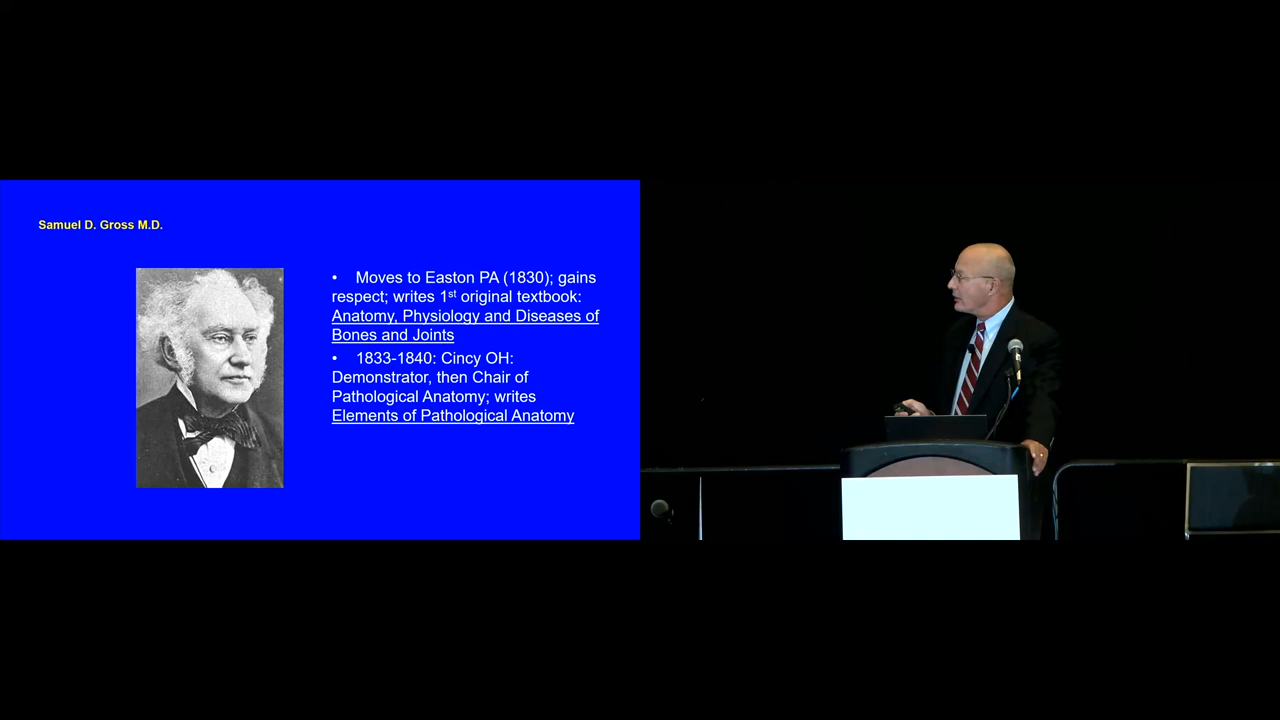 Samuel D. Gross M.D.
• Moves to Easton PA (1830); gains
respect; writes 1st original textbook:
Anatomy, Physiology and Diseases of
Bones and Joints
• 1833-1840: Cincy OH:
Demonstrator, then Chair of
Pathological Anatomy; writes
Elements of Pathological Anatomy